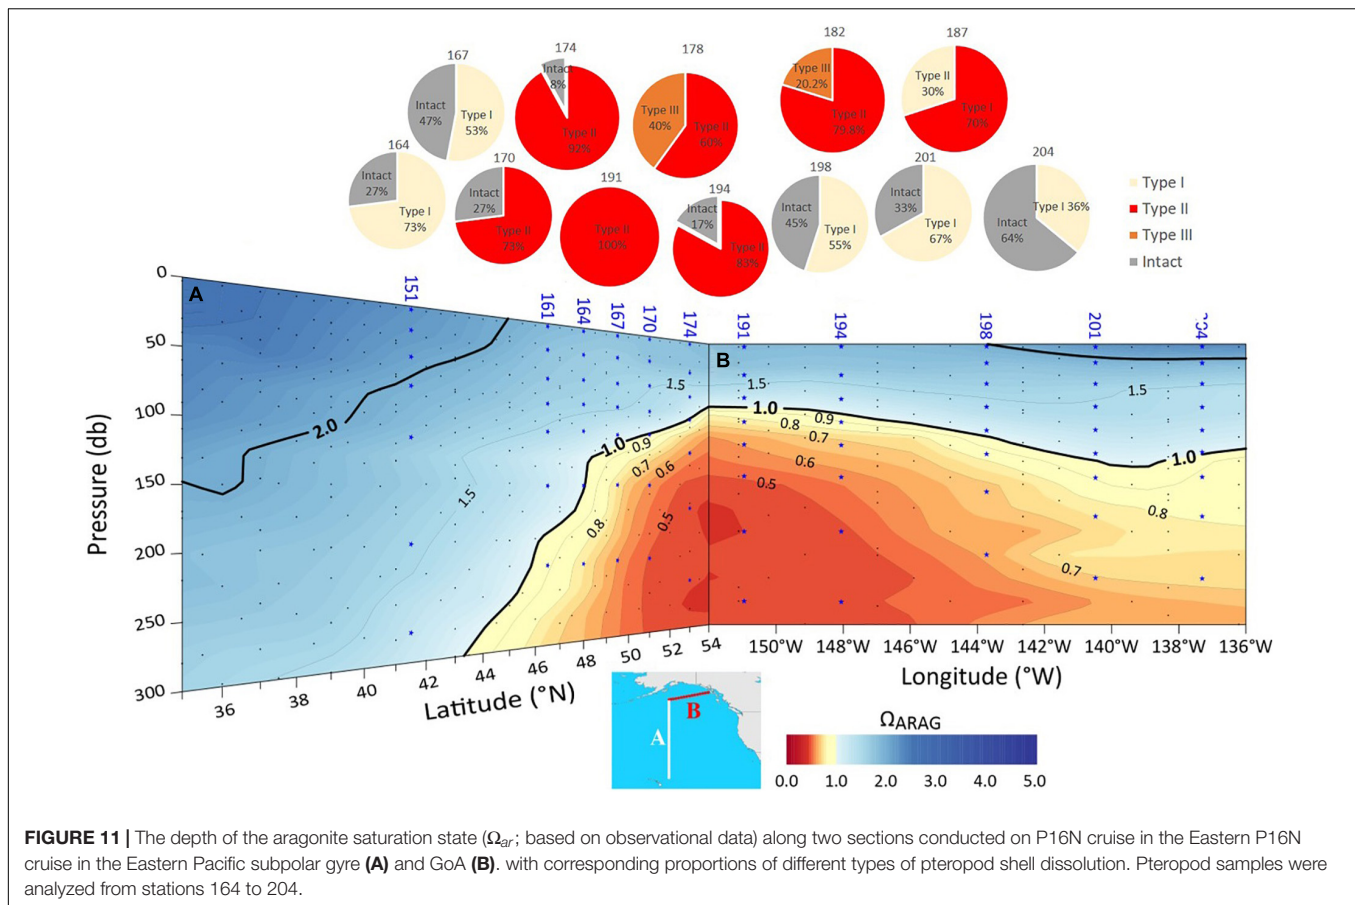 167
174
178
182
187
Intact
47%
Type I
53%
Intact
8%
Type II
92%
Type III
40%
Type II
60%
Type III
20.2%
Type II
79.8%
Type II
30%
Type I
70%
164
170
191
194
198
201
204
Intact
27%
Type I
73%
Intact
27%
Type II
73%
Type II
100%
Intact
17%
Type II
83%
Intact
45%
Type I
55%
Intact
33%
Type I
67%
Type I 36%
Intact
64%
Type I
Type II
Type III
Intact
A
B
151
161
164
167
170
174
191
194
198
201
0
50
100
150
200
250
300
Pressure (db)
2.0
1.5
1.0
0.9
0.8
0.7
0.6
0.5
1.5
1.5
1.0
0.9
0.8
0.7
0.6
0.5
1.5
1.0
0.8
0.7
36
38
40
42
44
46
48
50
52
54
Latitude (°N)
150°W
148°W
146°W
144°W
142°W
140°W
138°W
136°W
Longitude (°W)
A
B
ΩARAG
0.0
1.0
2.0
3.0
4.0
5.0
FIGURE 11 | The depth of the aragonite saturation state (Ωar; based on observational data) along two sections conducted on P16N cruise in the Eastern P16N
cruise in the Eastern Pacific subpolar gyre (A) and GoA (B). with corresponding proportions of different types of pteropod shell dissolution. Pteropod samples were
analyzed from stations 164 to 204.